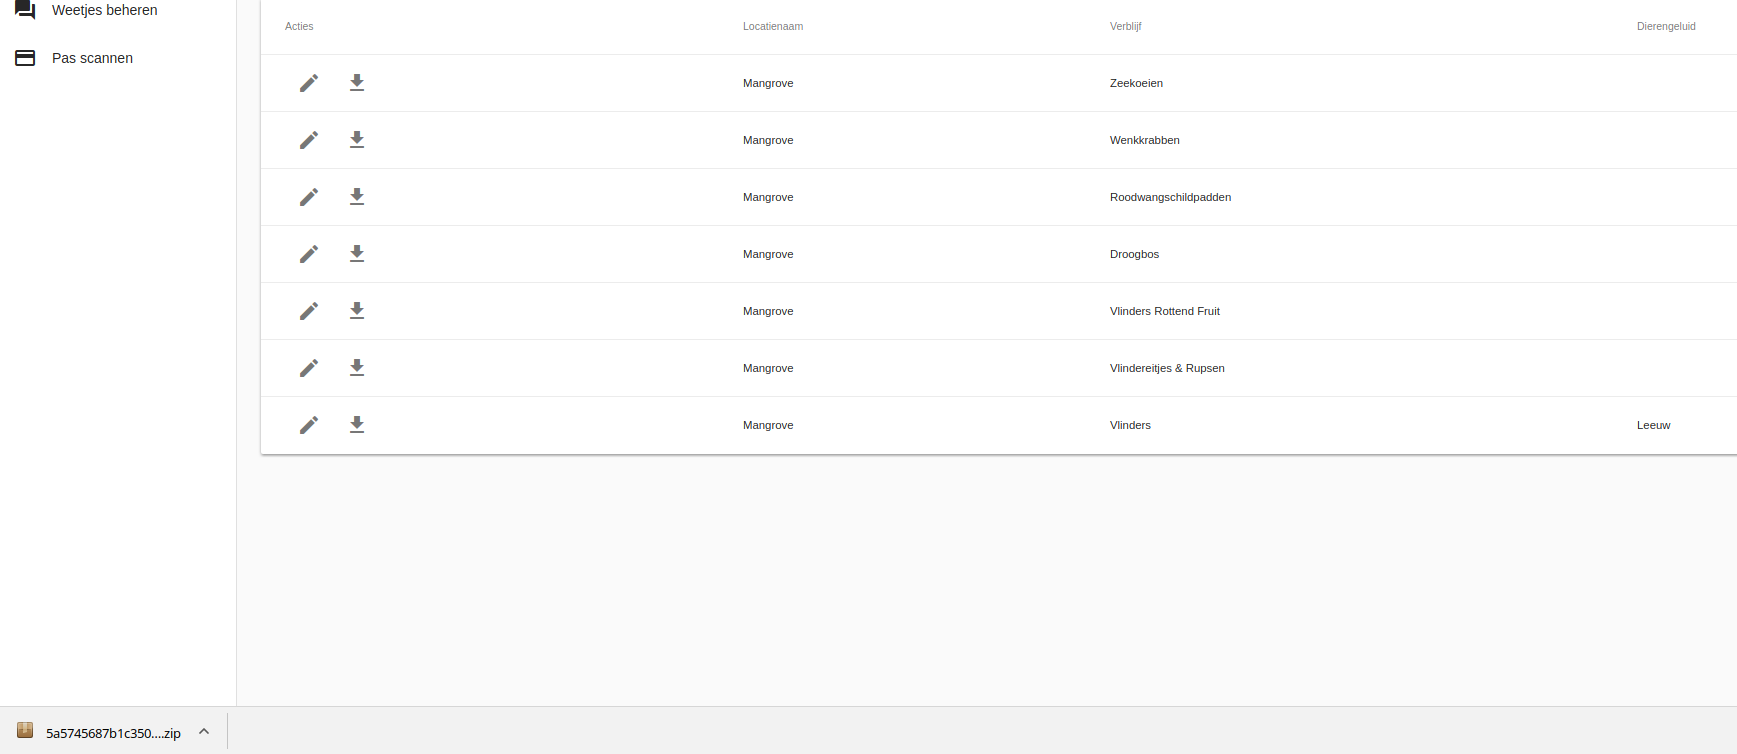 Weetjes beheren
Pas scannen
Acties Locatienaam Verblijf Dierengeluid
Mangrove Zeekoeien
Mangrove Wenkkrabben
Mangrove Roodwangschildpadden
Mangrove Droogbos
Mangrove Vlinders Rottend Fruit
Mangrove Vlindereitjes & Rupsen
Mangrove Vlinders Leeuw
5a5745687b1c350....zip